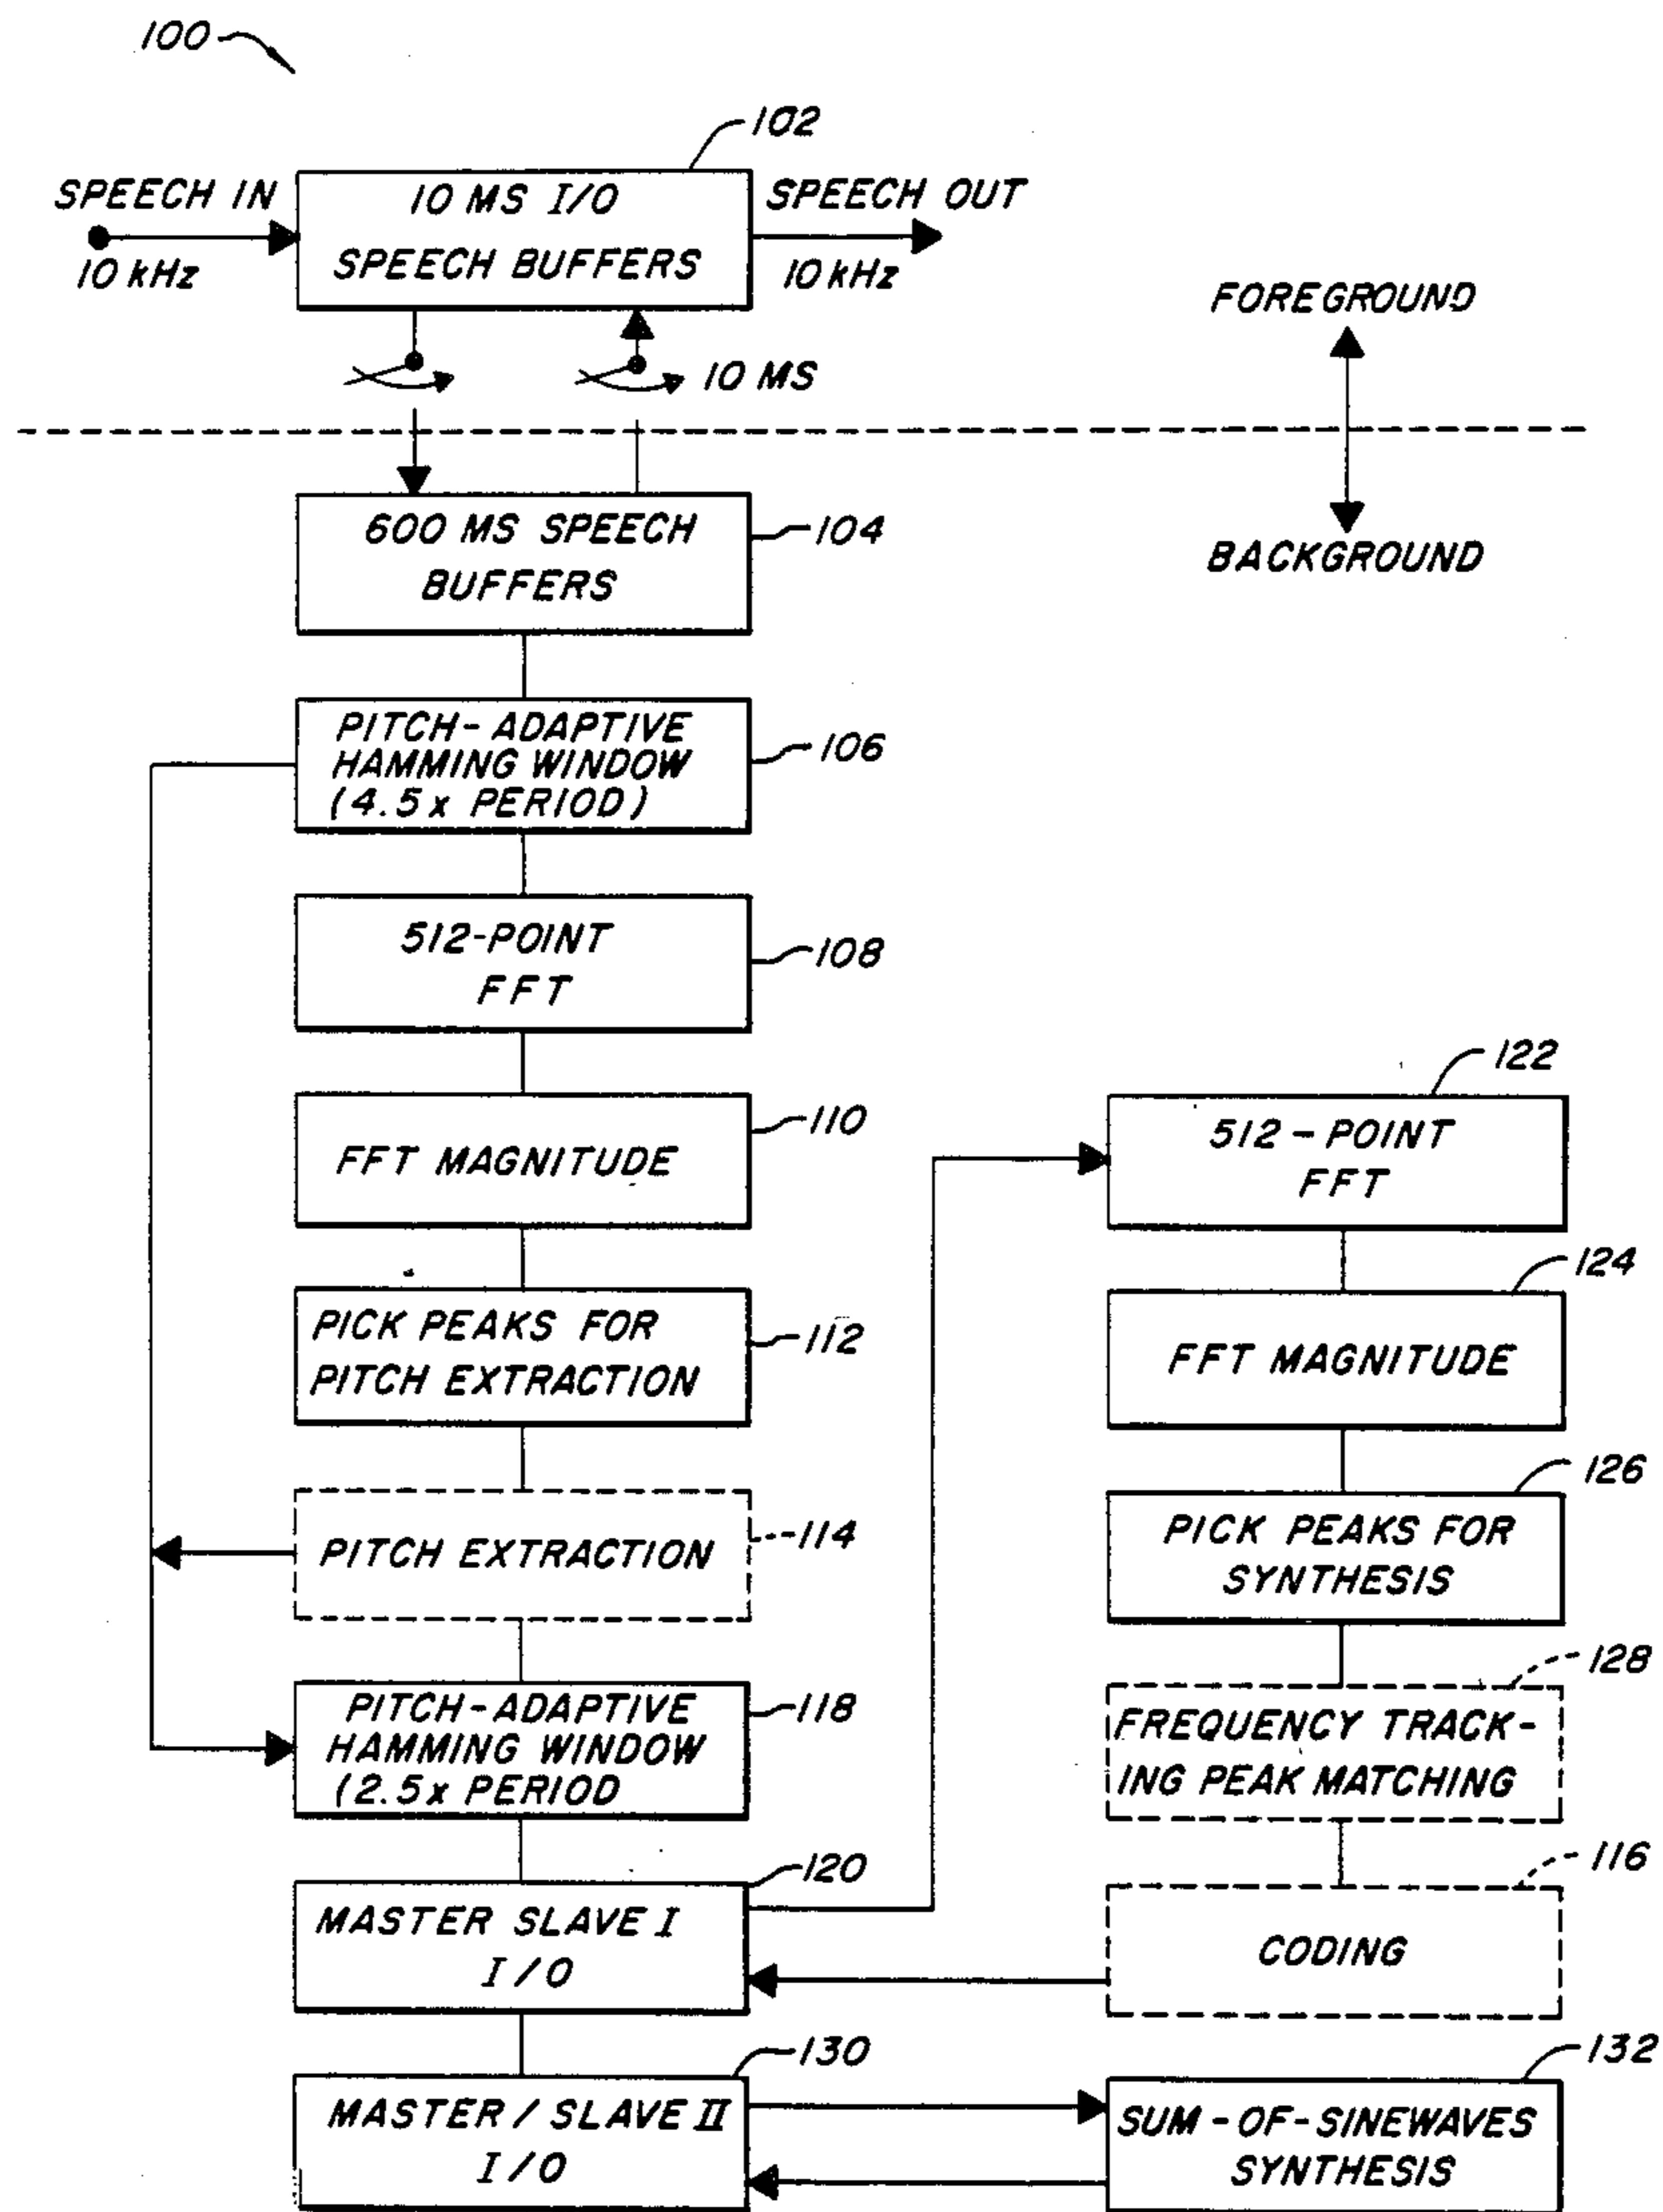 100
102
SPEECH IN
10 kHz
10 MS I/O
SPEECH BUFFERS
SPEECH OUT
10 kHz
10 MS
FOREGROUND
BACKGROUND
600 MS SPEECH
BUFFERS
104
PITCH-ADAPTIVE
HAMMING WINDOW
(4.5x PERIOD)
106
512-POINT
FFT
108
FFT MAGNITUDE
110
PICK PEAKS FOR
PITCH EXTRACTION
112
PITCH EXTRACTION
114
PITCH-ADAPTIVE
HAMMING WINDOW
(2.5x PERIOD
118
MASTER SLAVE I
I/O
120
MASTER / SLAVE II
I/O
130
122
512-POINT
FFT
124
FFT MAGNITUDE
126
PICK PEAKS FOR
SYNTHESIS
128
FREQUENCY TRACK-
ING PEAK MATCHING
116
CODING
132
SUM-OF-SINEWAVES
SYNTHESIS